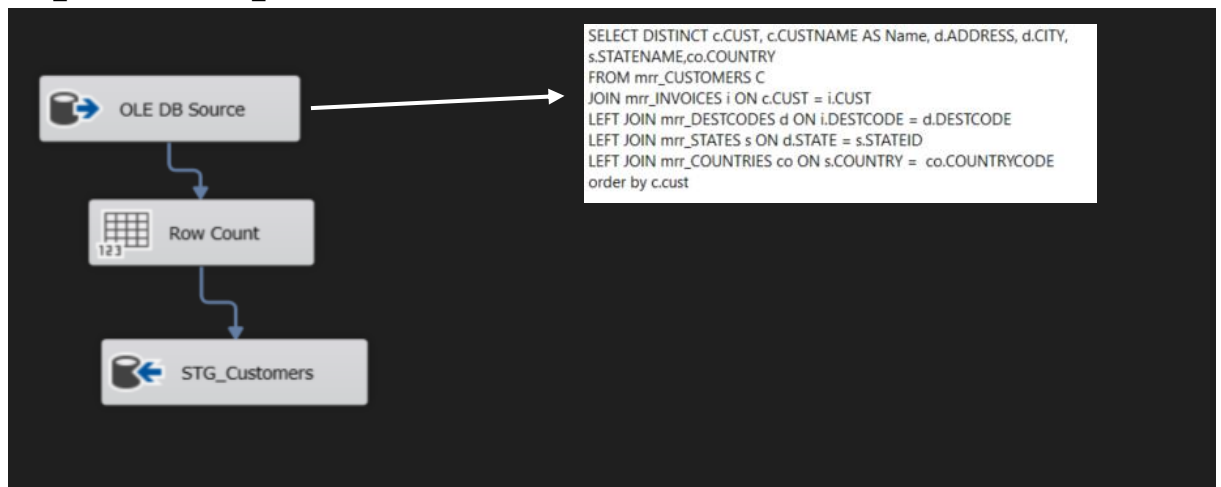 OLE DB Source
SELECT DISTINCT c.CUST, c.CUSTNAME AS Name, d.ADDRESS, d.CITY,
s.STATENAME,co.COUNTRY
FROM mrr_CUSTOMERS C
JOIN mrr_INVOICES i ON c.CUST = i.CUST
LEFT JOIN mrr_DESTCODES d ON i.DESTCODE = d.DESTCODE
LEFT JOIN mrr_STATES s ON d.STATE = s.STATEID
LEFT JOIN mrr_COUNTRIES co ON s.COUNTRY = co.COUNTRYCODE
order by c.cust
123
Row Count
STG_Customers